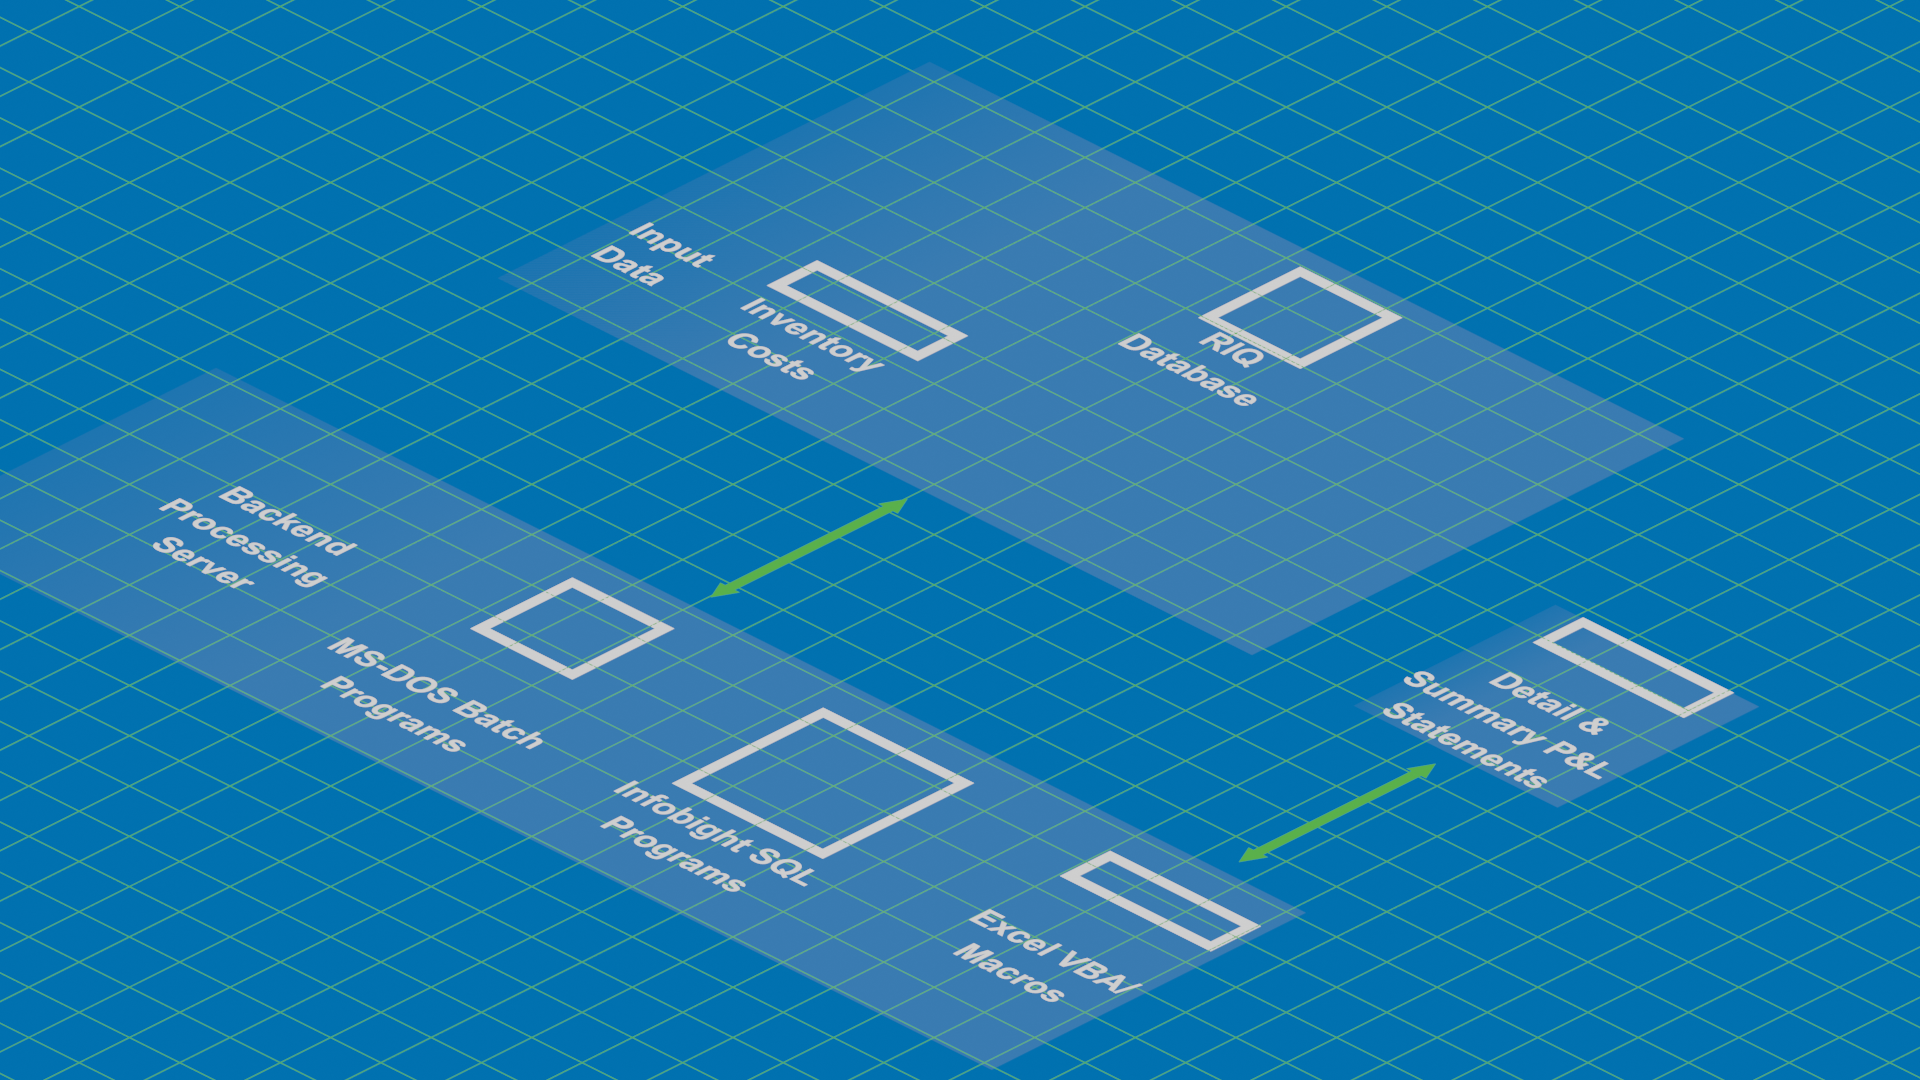 Input
Data
Inventory
Costs
RIQ
Database
Backend
Processing
Server
MS-DOS Batch
Programs
Infobight SQL
Programs
Excel VBA/
Macros
Detail &
Summary P&L
Statements